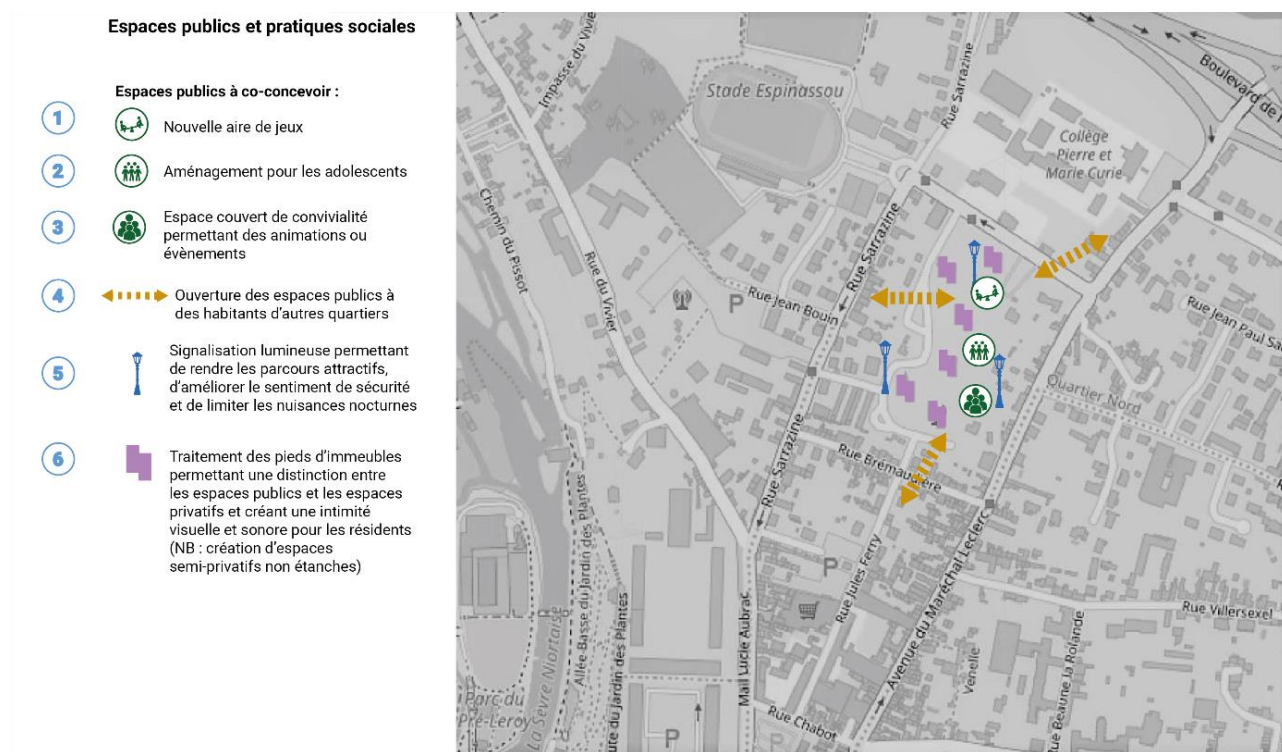 Espaces publics et pratiques sociales
Espaces publics à co-concevoir :
1
Nouvelle aire de jeux
2
Aménagement pour les adolescents
3
Espace couvert de convivialité
permettant des animations ou
évènements
4
Ouverture des espaces publics à
des habitants d'autres quartiers
5
Signalisation lumineuse permettant
de rendre les parcours attractifs,
d'améliorer le sentiment de sécurité
et de limiter les nuisances nocturnes
6
Traitement des pieds d'immeubles
permettant une distinction entre
les espaces publics et les espaces
privatifs et créant une intimité
visuelle et sonore pour les résidents
(NB : création d'espaces
semi-privatifs non étanches)
Impasse du Vivier
Stade Espinassou
Rue Sarrazine
Boulevard de
Collège
Pierre et
Marie Curie
Chemin du Pissot
Rue du Vivier
Rue Sarrazine
P
Rue Jean Bouin
Rue Jean Paul
Quartier Nord
Rue Sarrazine
Rue Brémaudière
Allée Basse du Jardin des Plantes
du Jardin des Plantes
La Sèvre Niortaise
Parc du
Pré-Leroy
Mail Lucie Aubrac
P
Rue Jules Ferry
Avenue du Maréchal Leclerc
Rue Villersexel
Venelle
Rue Beaune la Rolande
Rue Chabot
P